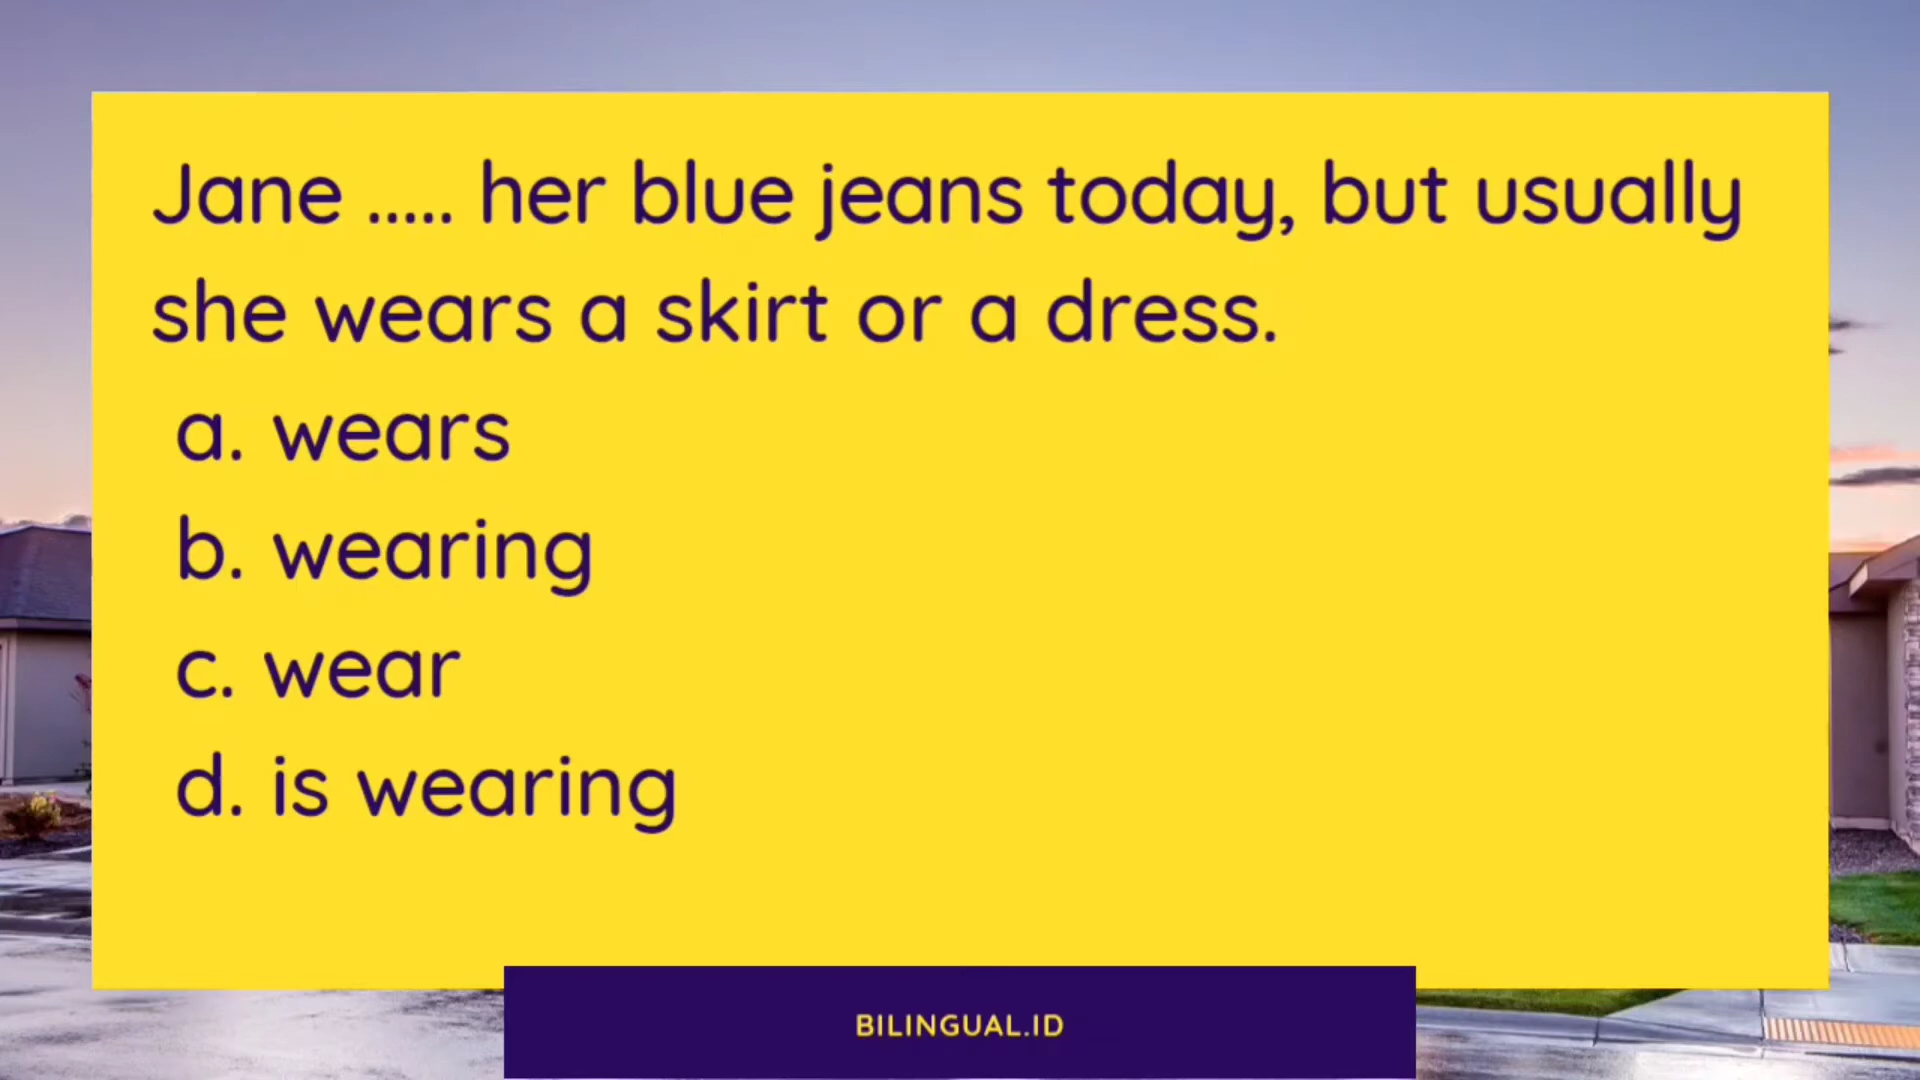 Jane ..... her blue jeans today, but usually
she wears a skirt or a dress.
a. wears
b. wearing
c. wear
d. is wearing
BILINGUAL.ID